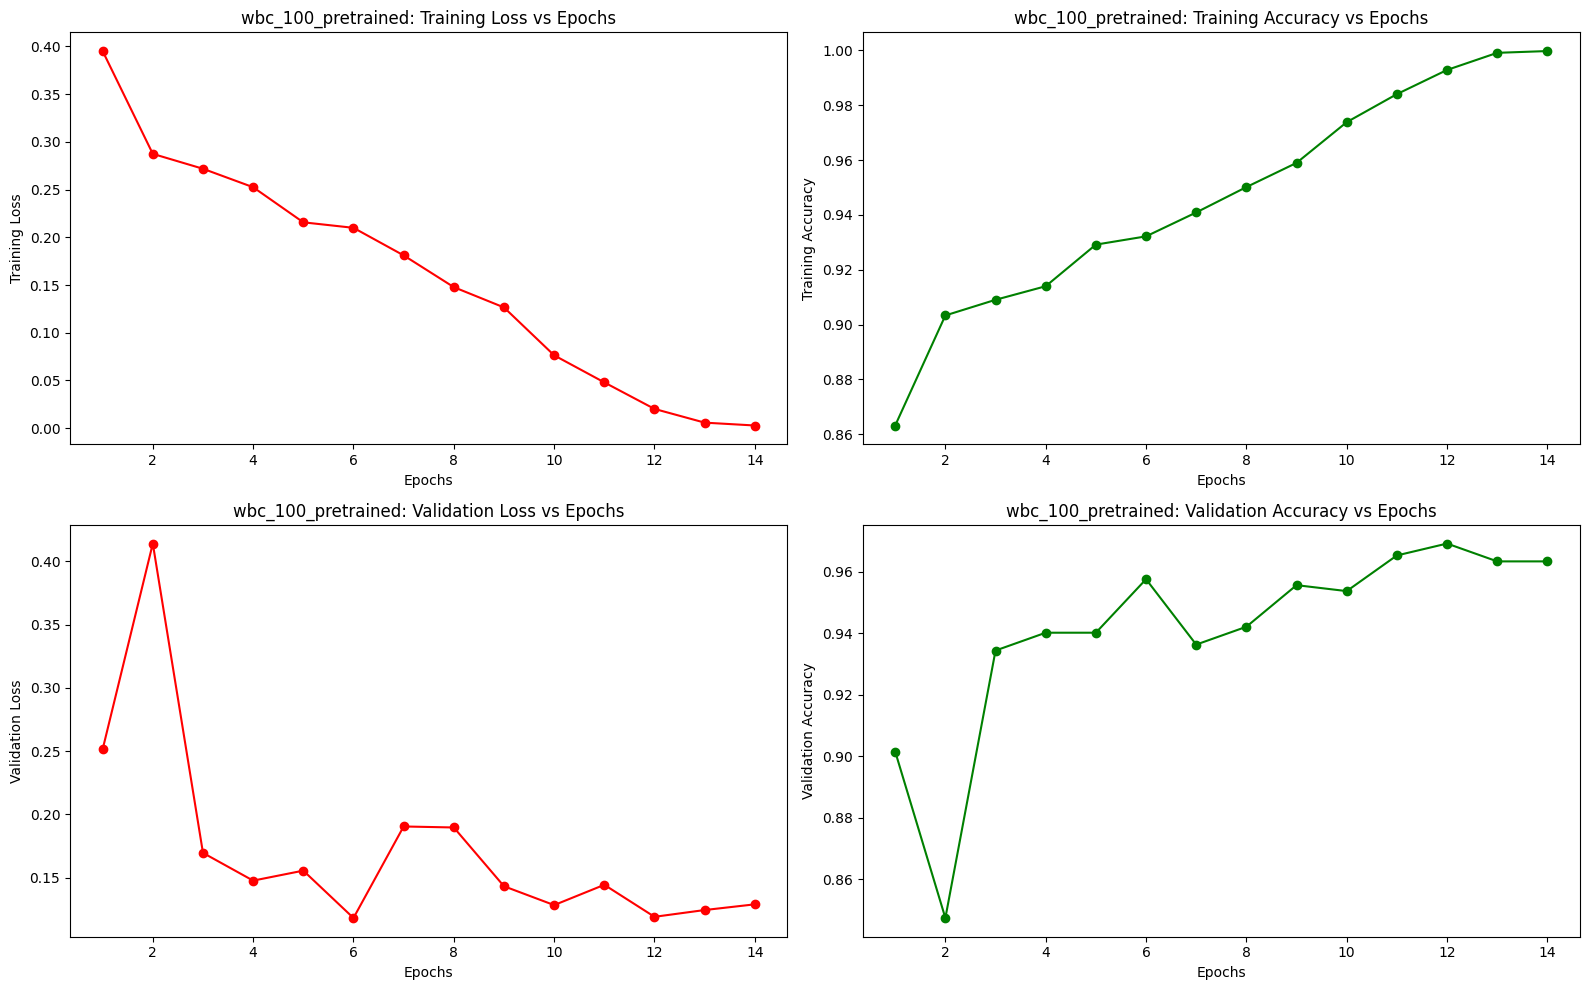 wbc_100_pretrained: Training Loss vs Epochs
Training Loss
0.40
0.35
0.30
0.25
0.20
0.15
0.10
0.05
0.00
2 4 6 8 10 12 14
Epochs
wbc_100_pretrained: Training Accuracy vs Epochs
Training Accuracy
1.00
0.98
0.96
0.94
0.92
0.90
0.88
0.86
2 4 6 8 10 12 14
Epochs
wbc_100_pretrained: Validation Loss vs Epochs
Validation Loss
0.40
0.35
0.30
0.25
0.20
0.15
2 4 6 8 10 12 14
Epochs
wbc_100_pretrained: Validation Accuracy vs Epochs
Validation Accuracy
0.96
0.94
0.92
0.90
0.88
0.86
2 4 6 8 10 12 14
Epochs